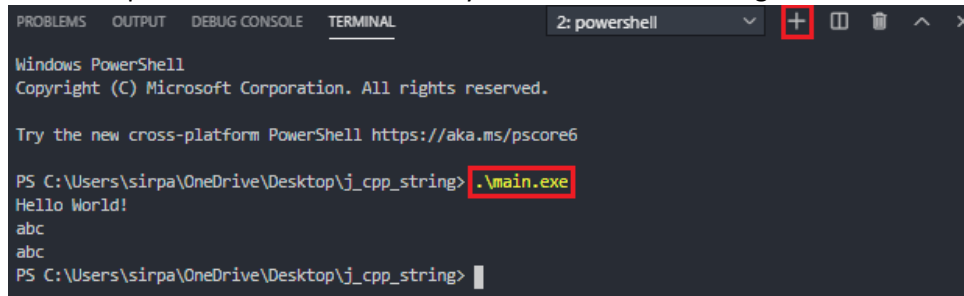 PROBLEMS OUTPUT DEBUG CONSOLE TERMINAL 2: powershell
Windows PowerShell
Copyright (C) Microsoft Corporation. All rights reserved.
Try the new cross-platform PowerShell https://aka.ms/pscore6
PS C:\Users\sirpa\OneDrive\Desktop\j_cpp_string> .\main.exe
Hello World!
abc
abc
PS C:\Users\sirpa\OneDrive\Desktop\j_cpp_string>